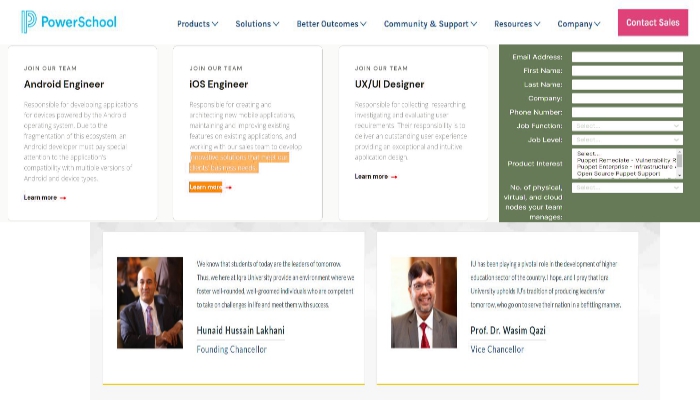 PowerSchool
Products Solutions Better Outcomes Community & Support Resources Company Contact Sales
JOIN OUR TEAM
Android Engineer
Responsible for developing applications
for devices powered by the Android
operating system. Due to the
fragmentation of this ecosystem, an
Android developer must pay special
attention to the application's
compatibility with multiple versions of
Android and device types.
Learn more
JOIN OUR TEAM
iOS Engineer
Responsible for creating and
architecting new mobile applications,
maintaining and improving existing
features on existing applications, and
working with our sales team to develop
innovative solutions that meet our
clients' business needs.
Learn more
JOIN OUR TEAM
UX/UI Designer
Responsible for collecting, researching,
investigating and evaluating user
requirements. Their responsibility is to
deliver an outstanding user experience
providing an exceptional and intuitive
application design.
Learn more
Email Address:
First Name:
Last Name:
Company:
Phone Number:
Job Function: Select...
Job Level: Select...
Product Interest
Select...
Puppet Remediate - Vulnerability R
Puppet Enterprise - Infrastructure
Open Source Puppet Support
No. of physical, Select...
virtual, and cloud
nodes your team
manages:
We know that students of today are the leaders of tomorrow.
Thus, we here at Iqra University provide an environment where we
foster well-rounded, well-groomed individuals who are competent
to take on challenges in life and meet them with success.
Hunaid Hussain Lakhani
Founding Chancellor
IU has been playing a pivotal role in the development of higher
education sector of the country. I hope, and I pray that Iqra
University upholds IU's tradition of producing leaders for
tomorrow, who go on to serve their nation in a befitting manner.
Prof. Dr. Wasim Qazi
Vice Chancellor